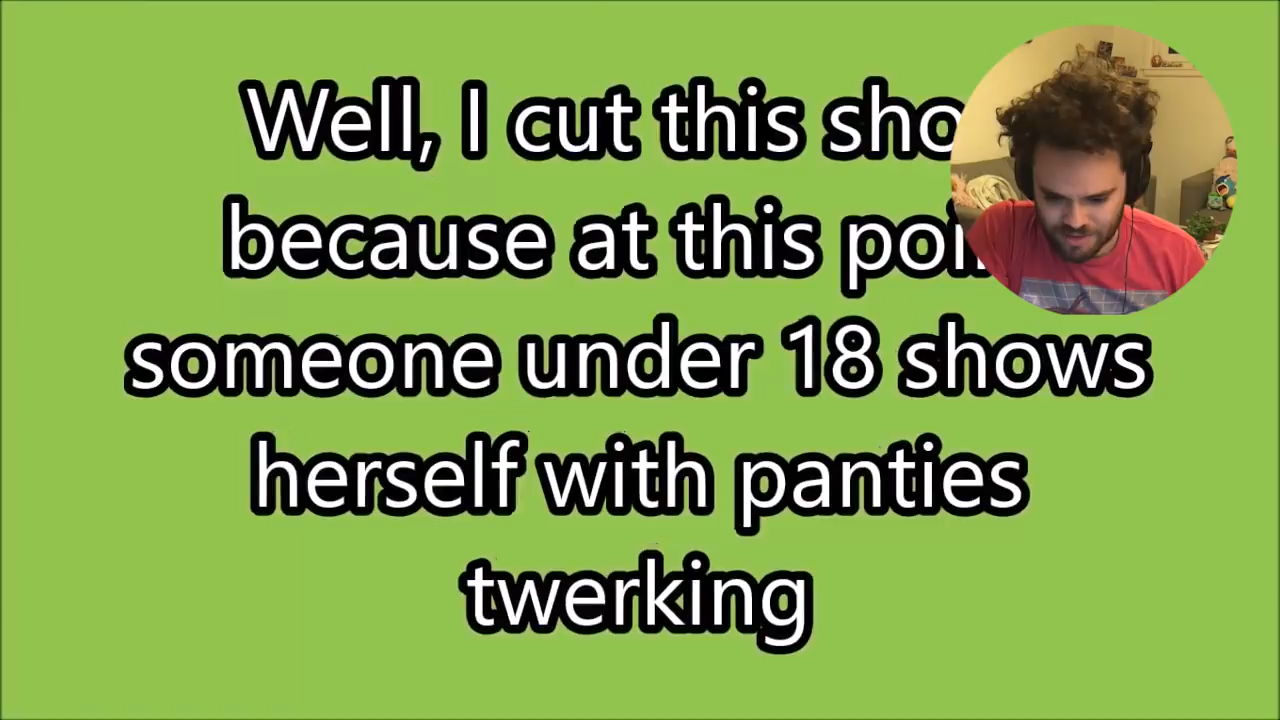 Well, I cut this
because at this
someone under 18 shows
herself with panties
twerking